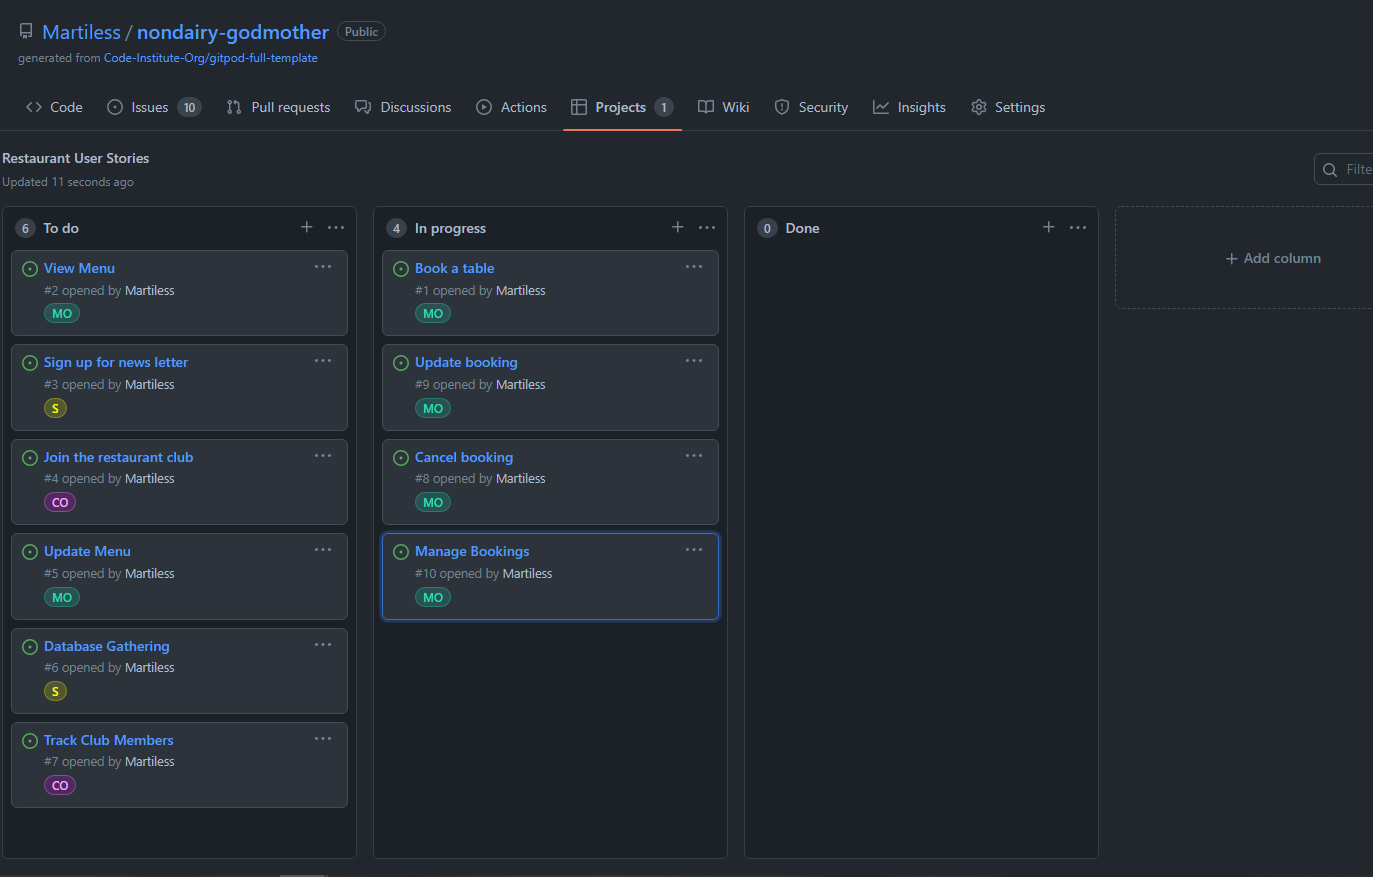 Martiless / nondairy-godmother Public
generated from Code-Institute-Org/gitpod-full-template
Code Issues 10 Pull requests Discussions Actions Projects 1 Wiki Security Insights Settings
Restaurant User Stories
Updated 11 seconds ago
Filte
6 To do
View Menu
#2 opened by Martiless
MO
Sign up for news letter
#3 opened by Martiless
S
Join the restaurant club
#4 opened by Martiless
CO
Update Menu
#5 opened by Martiless
MO
Database Gathering
#6 opened by Martiless
S
Track Club Members
#7 opened by Martiless
CO
4 In progress
Book a table
#1 opened by Martiless
MO
Update booking
#9 opened by Martiless
MO
Cancel booking
#8 opened by Martiless
MO
Manage Bookings
#10 opened by Martiless
MO
0 Done
+ Add column